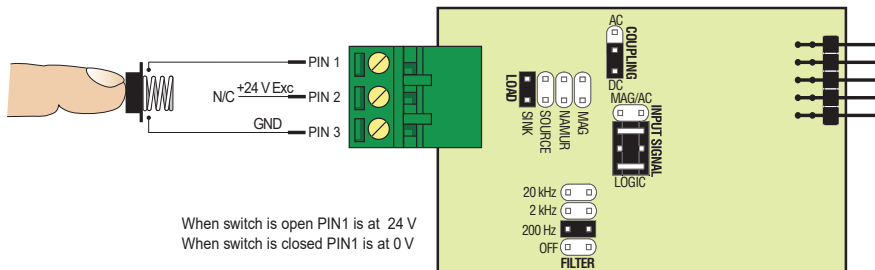 PIN 1
N/C +24 V Exc PIN 2
GND PIN 3
When switch is open PIN1 is at 24 V
When switch is closed PIN1 is at 0 V
LOAD
SINK
SOURCE
NAMUR
MAG
AC
COUPLING
DC
MAG/AC
INPUT SIGNAL
LOGIC
20 kHz
2 kHz
200 Hz
OFF
FILTER